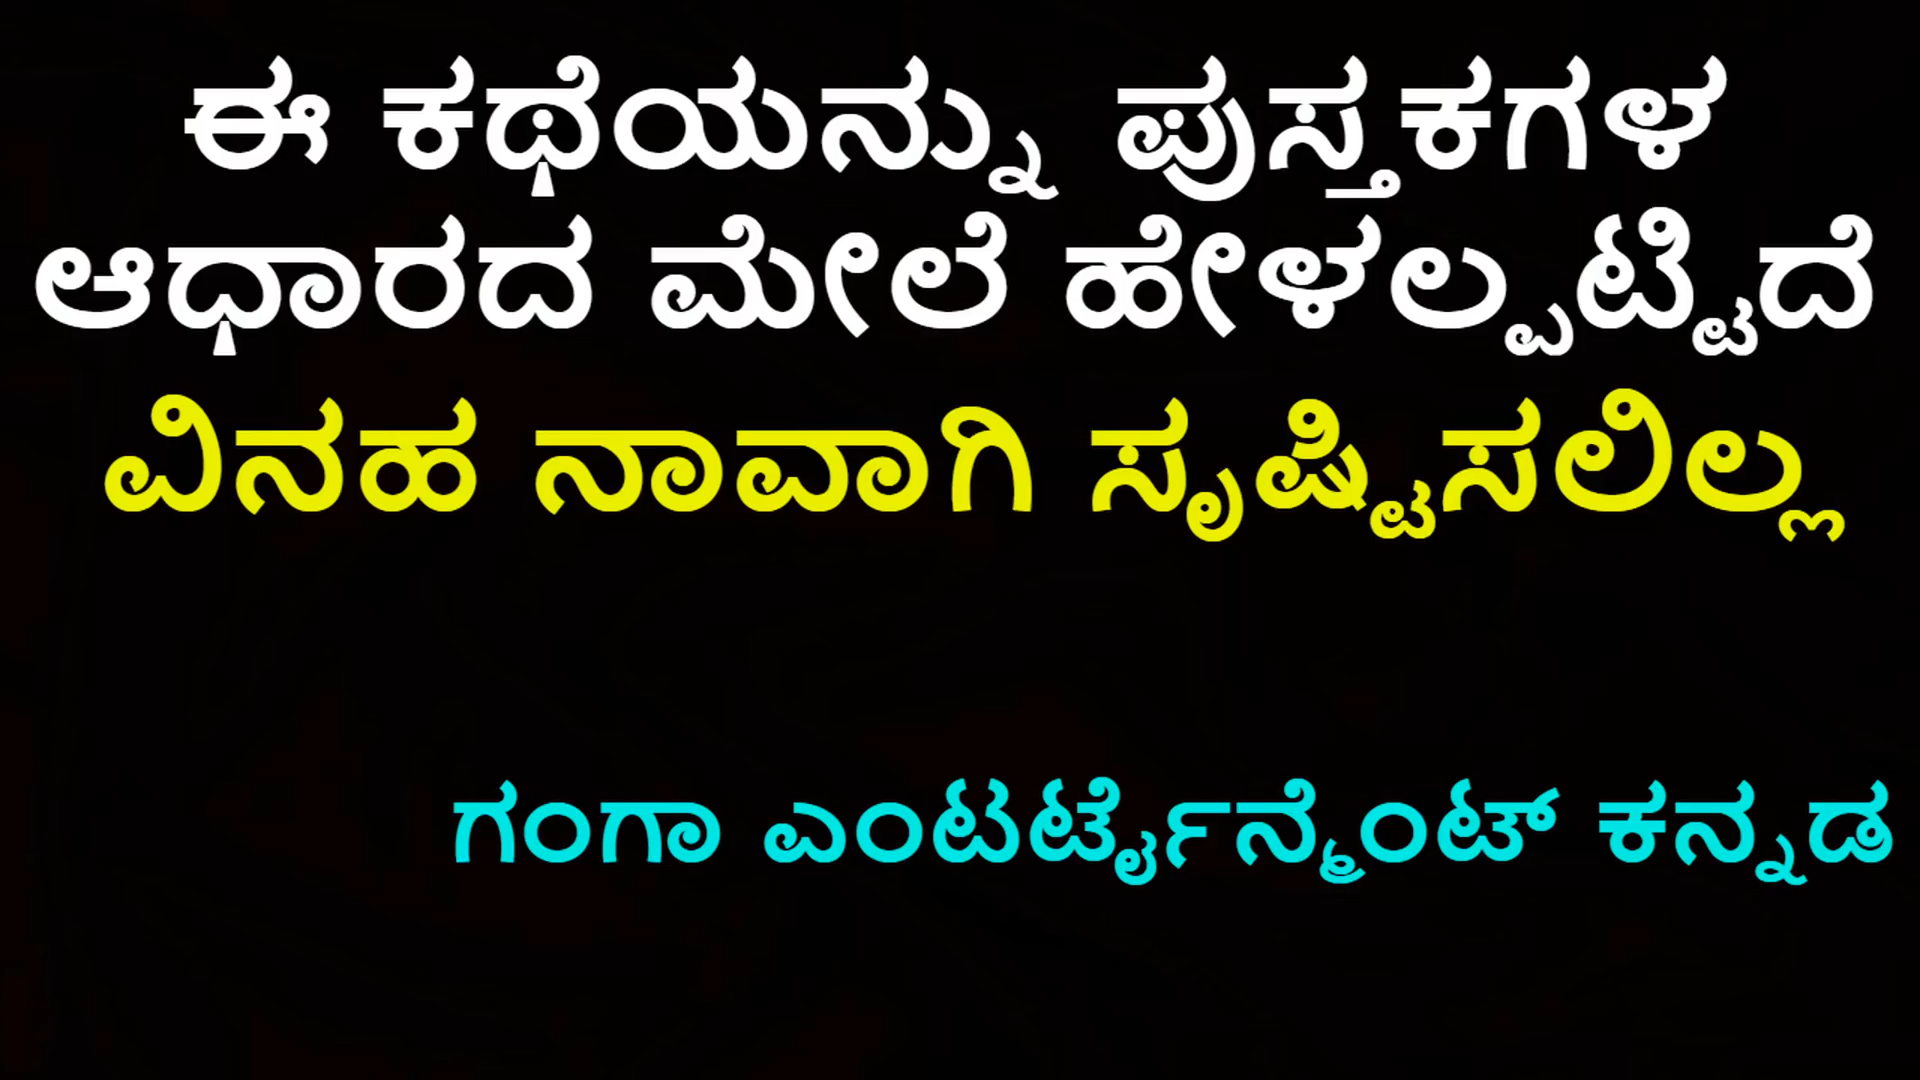 ಈ ಕಥೆಯನ್ನು ಪುಸ್ತಕಗಳ
ಆಧಾರದ ಮೇಲೆ ಹೇಳಲ್ಪಟ್ಟಿದೆ
ವಿನಹ ನಾವಾಗಿ ಸೃಷ್ಟಿಸಲಿಲ್ಲ
ಗಂಗಾ ಎಂಟರ್ಟೈರ್ನ್ಮೆಂಟ್ ಕನ್ನಡ